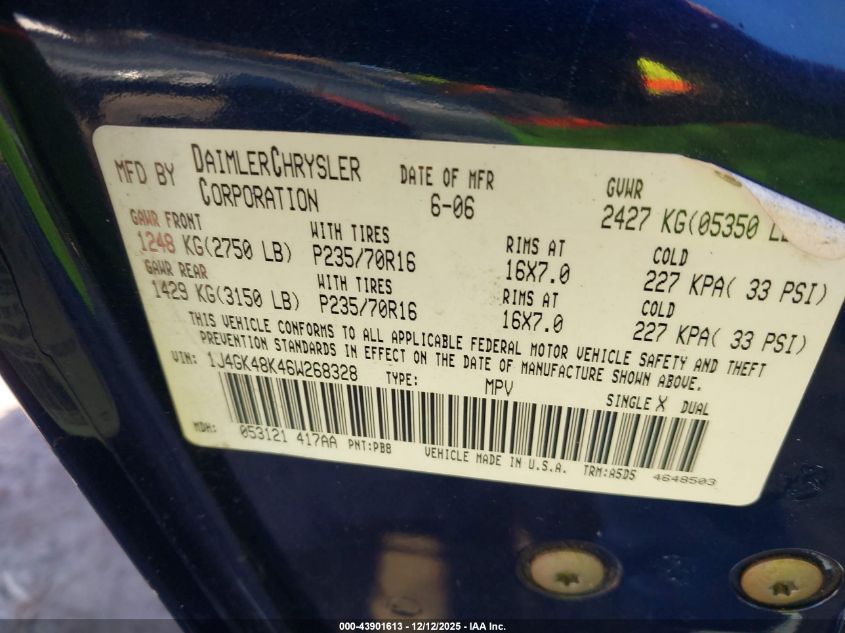 MFD BY DAIMLERCHRYSLER CORPORATION DATE OF MFR 6-06 GVWR 2427 KG(05350
GAWR FRONT WITH TIRES RIMS AT COLD
1248 KG(2750 LB) P235/70R16 16X7.0 227 KPA( 33 PSI)
GAWR REAR WITH TIRES RIMS AT COLD
1429 KG(3150 LB) P235/70R16 16X7.0 227 KPA( 33 PSI)
THIS VEHICLE CONFORMS TO ALL APPLICABLE FEDERAL MOTOR VEHICLE SAFETY AND THEFT
PREVENTION STANDARDS IN EFFECT ON THE DATE OF MANUFACTURE SHOWN ABOVE.
VIN: 1J4GK48K46W268328 TYPE: MPV SINGLE X DUAL
MDH: 053121 417AA PNT:PB8 VEHICLE MADE IN U.S.A. TRM:A5D5 4648503
000-43901613 - 12/12/2025 - IAA Inc.